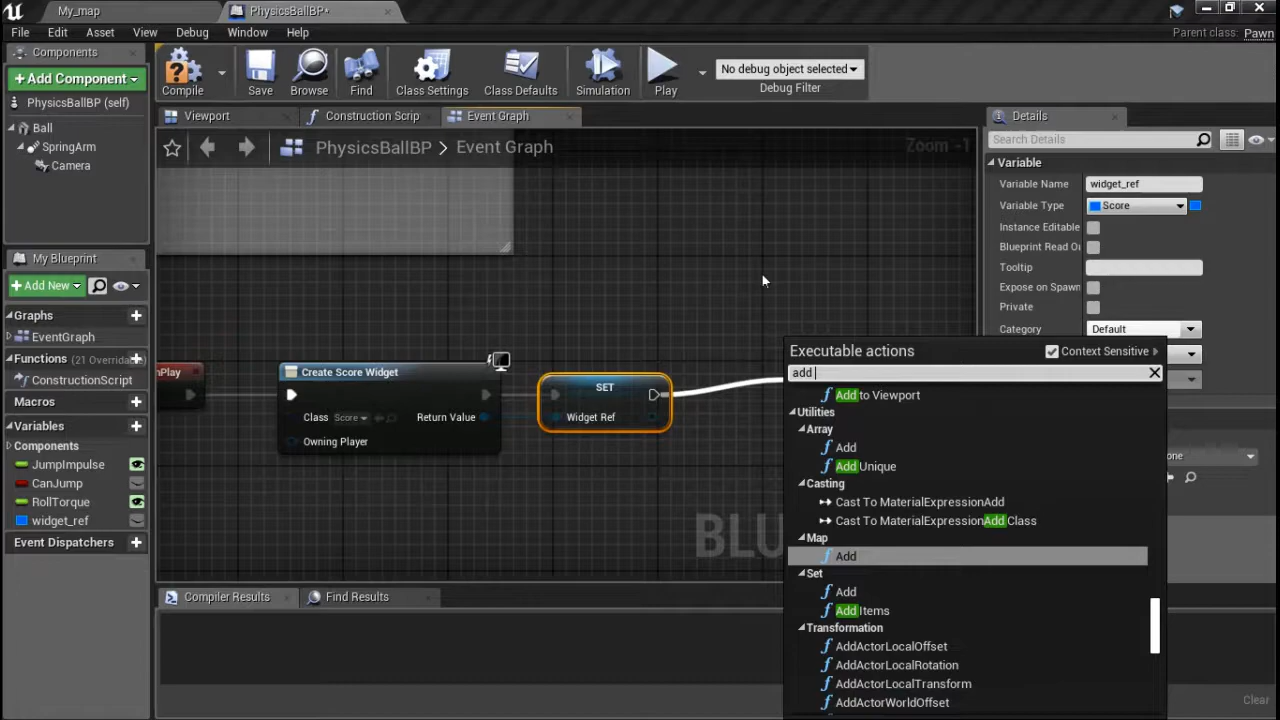 My_map
PhysicsBallBP*
File Edit Asset View Debug Window Help
Parent class: Pawn
Components
+Add Component
PhysicsBallBP (self)
Ball
SpringArm
Camera
Compile
Save
Browse
Find
Class Settings
Class Defaults
Simulation
Play
No debug object selected
Debug Filter
Viewport
Construction Scrip
Event Graph
PhysicsBallBP > Event Graph
Zoom -1
My Blueprint
+Add New
Graphs
EventGraph
Functions (21 Overrida
ConstructionScript
Macros
Variables
Components
JumpImpulse
CanJump
RollTorque
widget_ref
Event Dispatchers
nPlay
Create Score Widget
Class Score
Return Value
Owning Player
SET
Widget Ref
BLU
Compiler Results
Find Results
Clear
Details
Search Details
Variable
Variable Name widget_ref
Variable Type Score
Instance Editable
Blueprint Read O
Tooltip
Expose on Spawn
Private
Category Default
one
Executable actions
Context Sensitive
add
Add to Viewport
Utilities
Array
Add
Add Unique
Casting
Cast To MaterialExpressionAdd
Cast To MaterialExpressionAdd Class
Map
Add
Set
Add
Add Items
Transformation
AddActorLocalOffset
AddActorLocalRotation
AddActorLocalTransform
AddActorWorldOffset